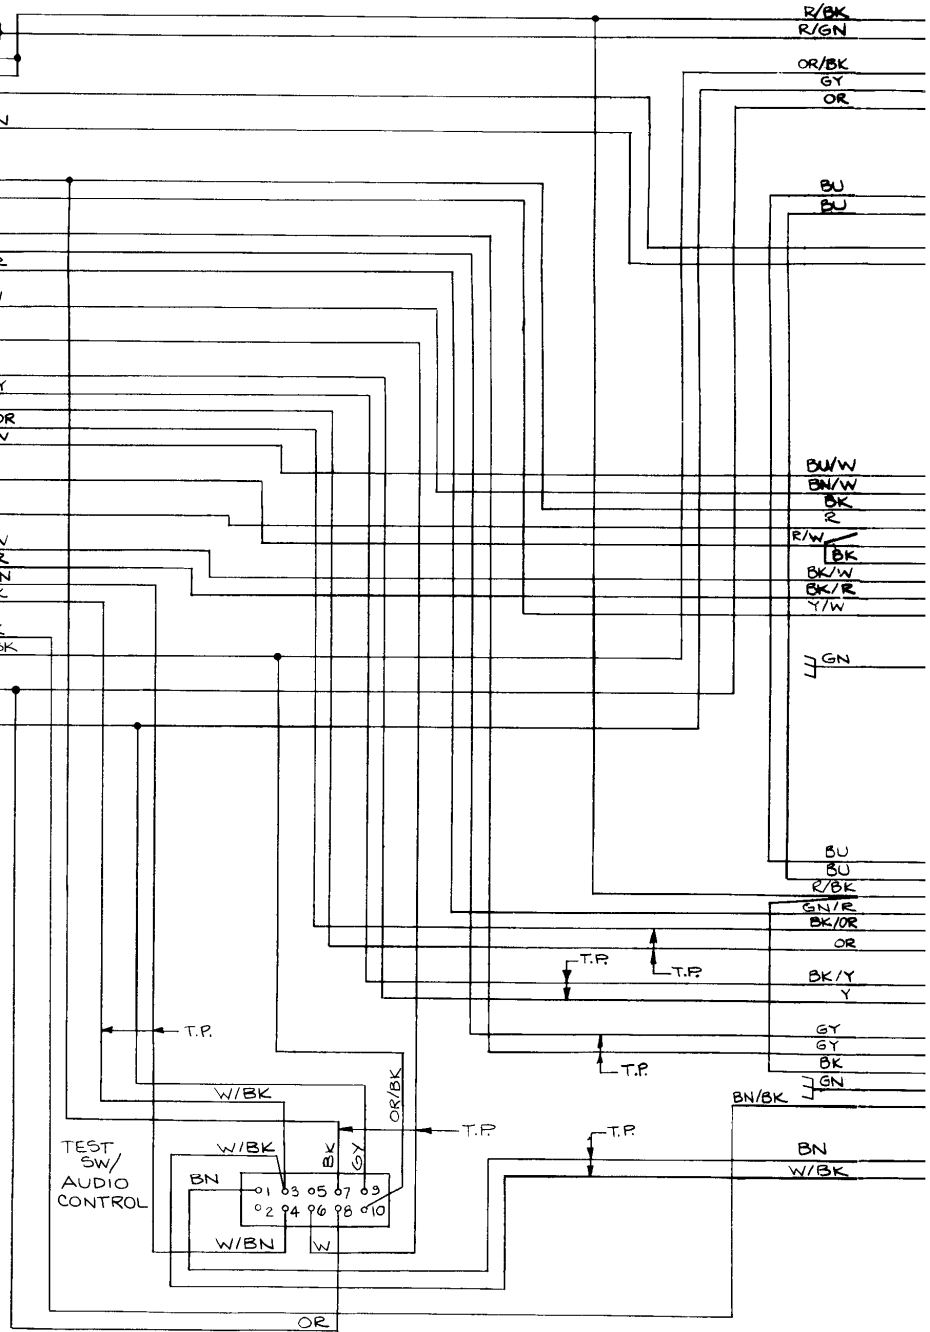 R/BK
R/GN
OR/BK
GY
OR
N
BU
BU
Y
OR
BU/W
BN/W
BK
R
R/W
BK
BK/W
BK/R
Y/W
R
N
GN
BU
BU
R/BK
GN/R
BK/OR
OR
T.P.
T.P.
BK/Y
Y
T.P.
GY
GY
T.P.
BK
GN
W/BK
OR/BK
BN/BK
T.P.
T.P.
TEST
SW/
AUDIO
CONTROL
W/BK
BK
GY
BN
W/BK
BN
1 3 5 7 9
2 4 6 8 10
W/BN
W
OR